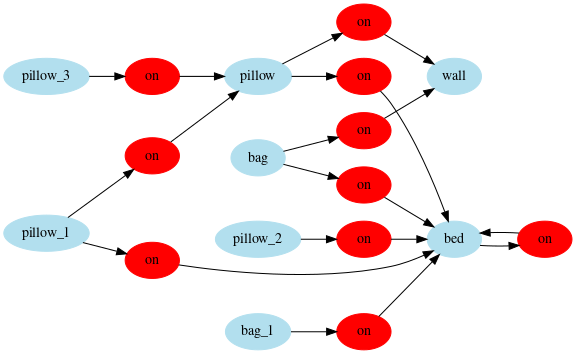 on
pillow_3 on pillow on wall
on
on bag
on
pillow_1 pillow_2 on bed on
on
bag_1 on